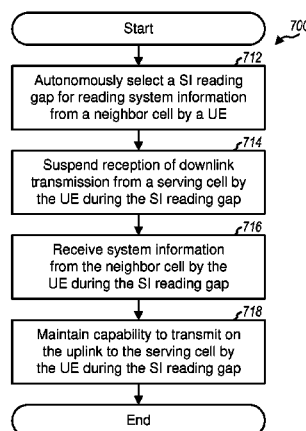 Start
700
712
Autonomously select a SI reading
gap for reading system information
from a neighbor cell by a UE
714
Suspend reception of downlink
transmission from a serving cell by
the UE during the SI reading gap
716
Receive system information
from the neighbor cell by the
UE during the SI reading gap
718
Maintain capability to transmit on
the uplink to the serving cell by
the UE during the SI reading gap
End